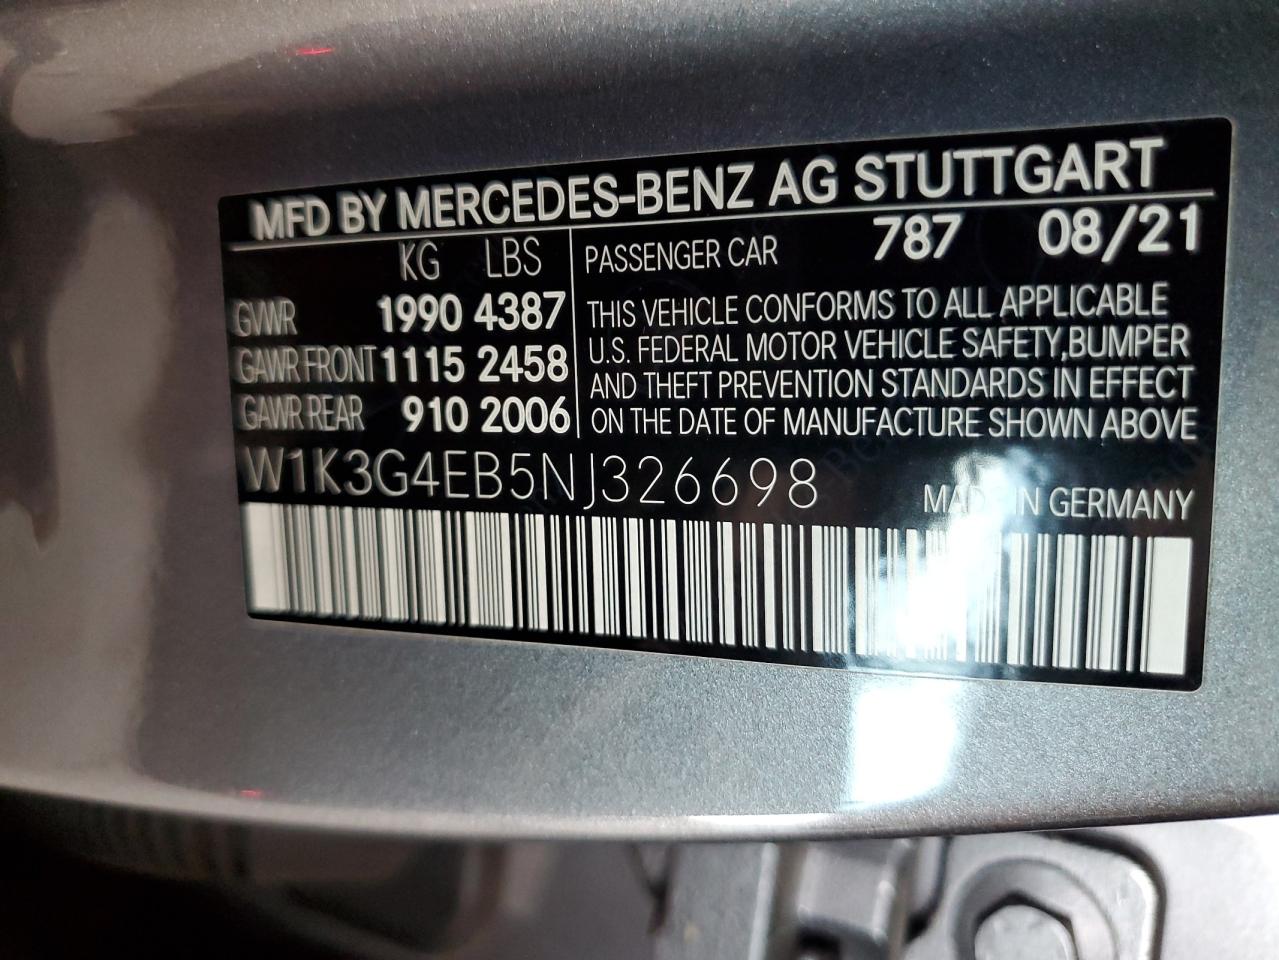 MFD BY MERCEDES-BENZ AG STUTTGART
KG LBS
GVWR 1990 4387
GAWR FRONT 1115 2458
GAWR REAR 910 2006
PASSENGER CAR 787 08/21
THIS VEHICLE CONFORMS TO ALL APPLICABLE
U.S. FEDERAL MOTOR VEHICLE SAFETY,BUMPER
AND THEFT PREVENTION STANDARDS IN EFFECT
ON THE DATE OF MANUFACTURE SHOWN ABOVE
W1K3G4EB5NJ326698
MADE IN GERMANY